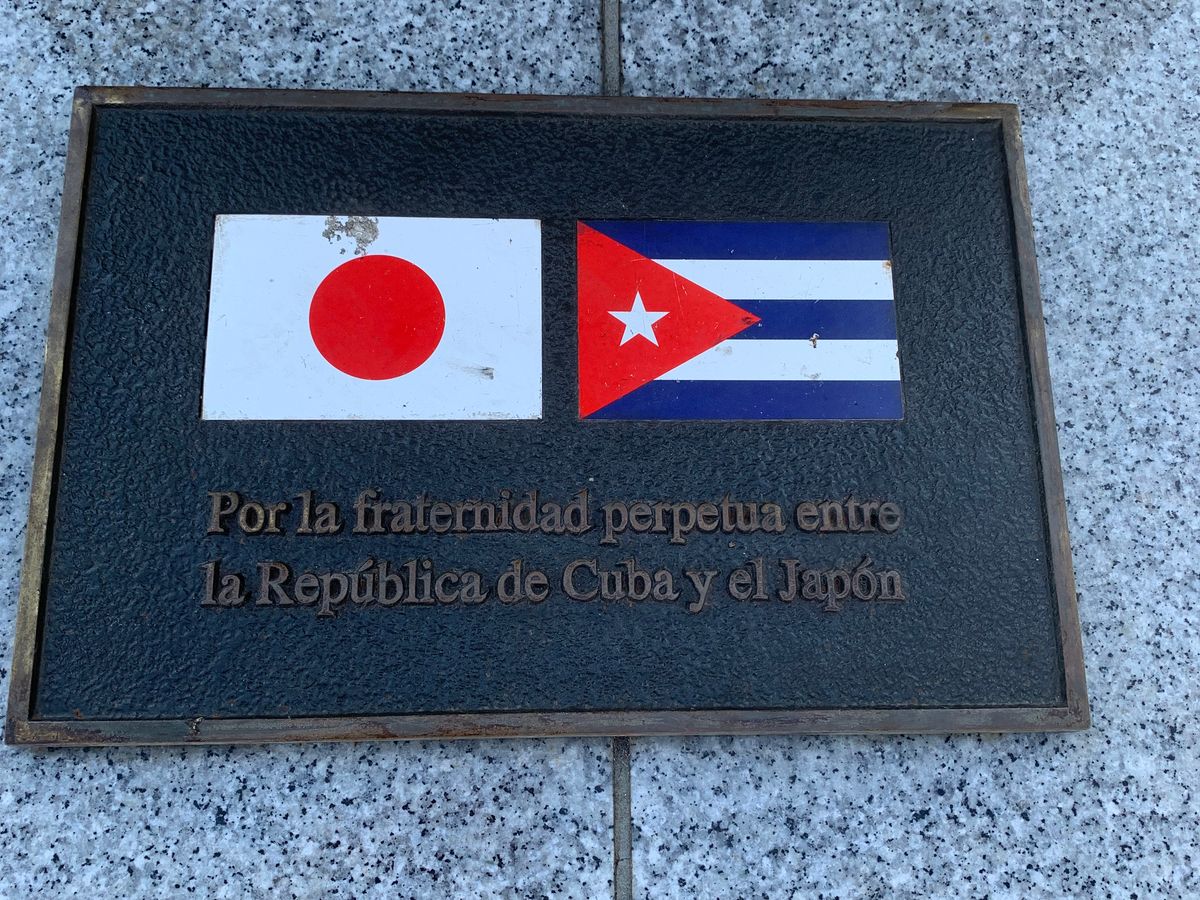 Por la fraternidad perpetua entre
la República de Cuba y el Japón